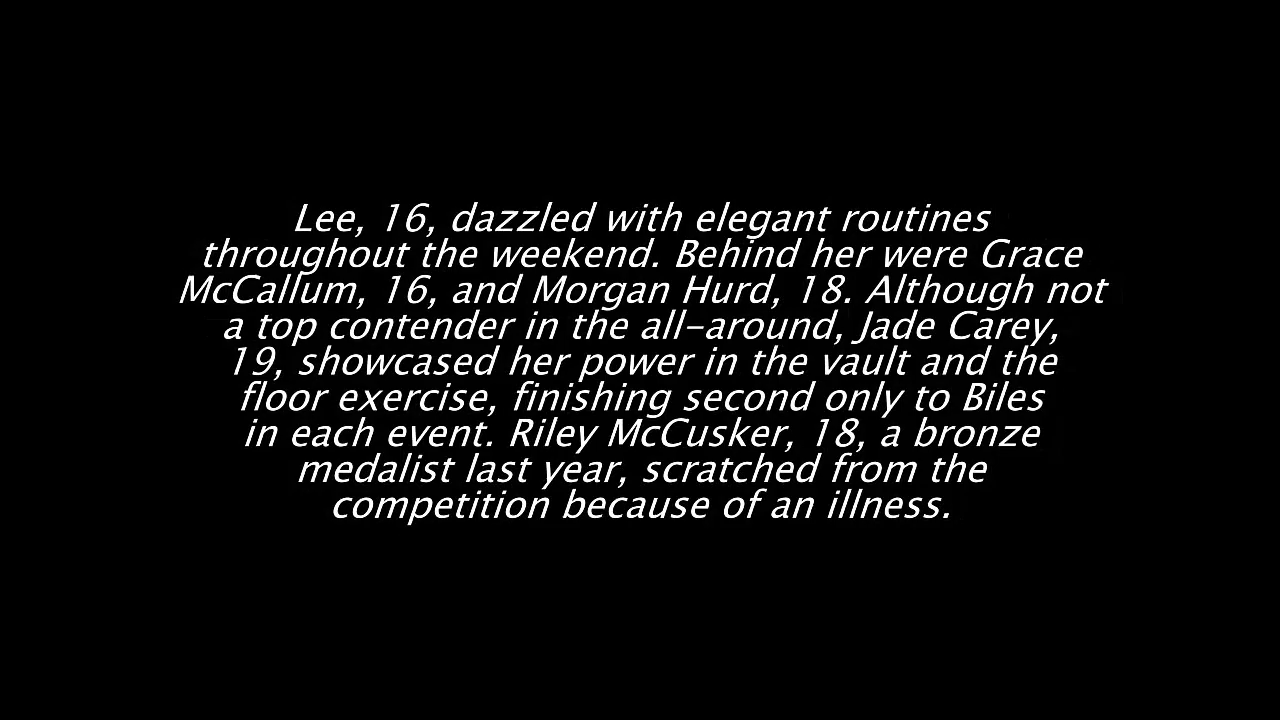 Lee, 16, dazzled with elegant routines
throughout the weekend. Behind her were Grace
McCallum, 16, and Morgan Hurd, 18. Although not
a top contender in the all-around, Jade Carey,
19, showcased her power in the vault and the
floor exercise, finishing second only to Biles
in each event. Riley McCusker, 18, a bronze
medalist last year, scratched from the
competition because of an illness.